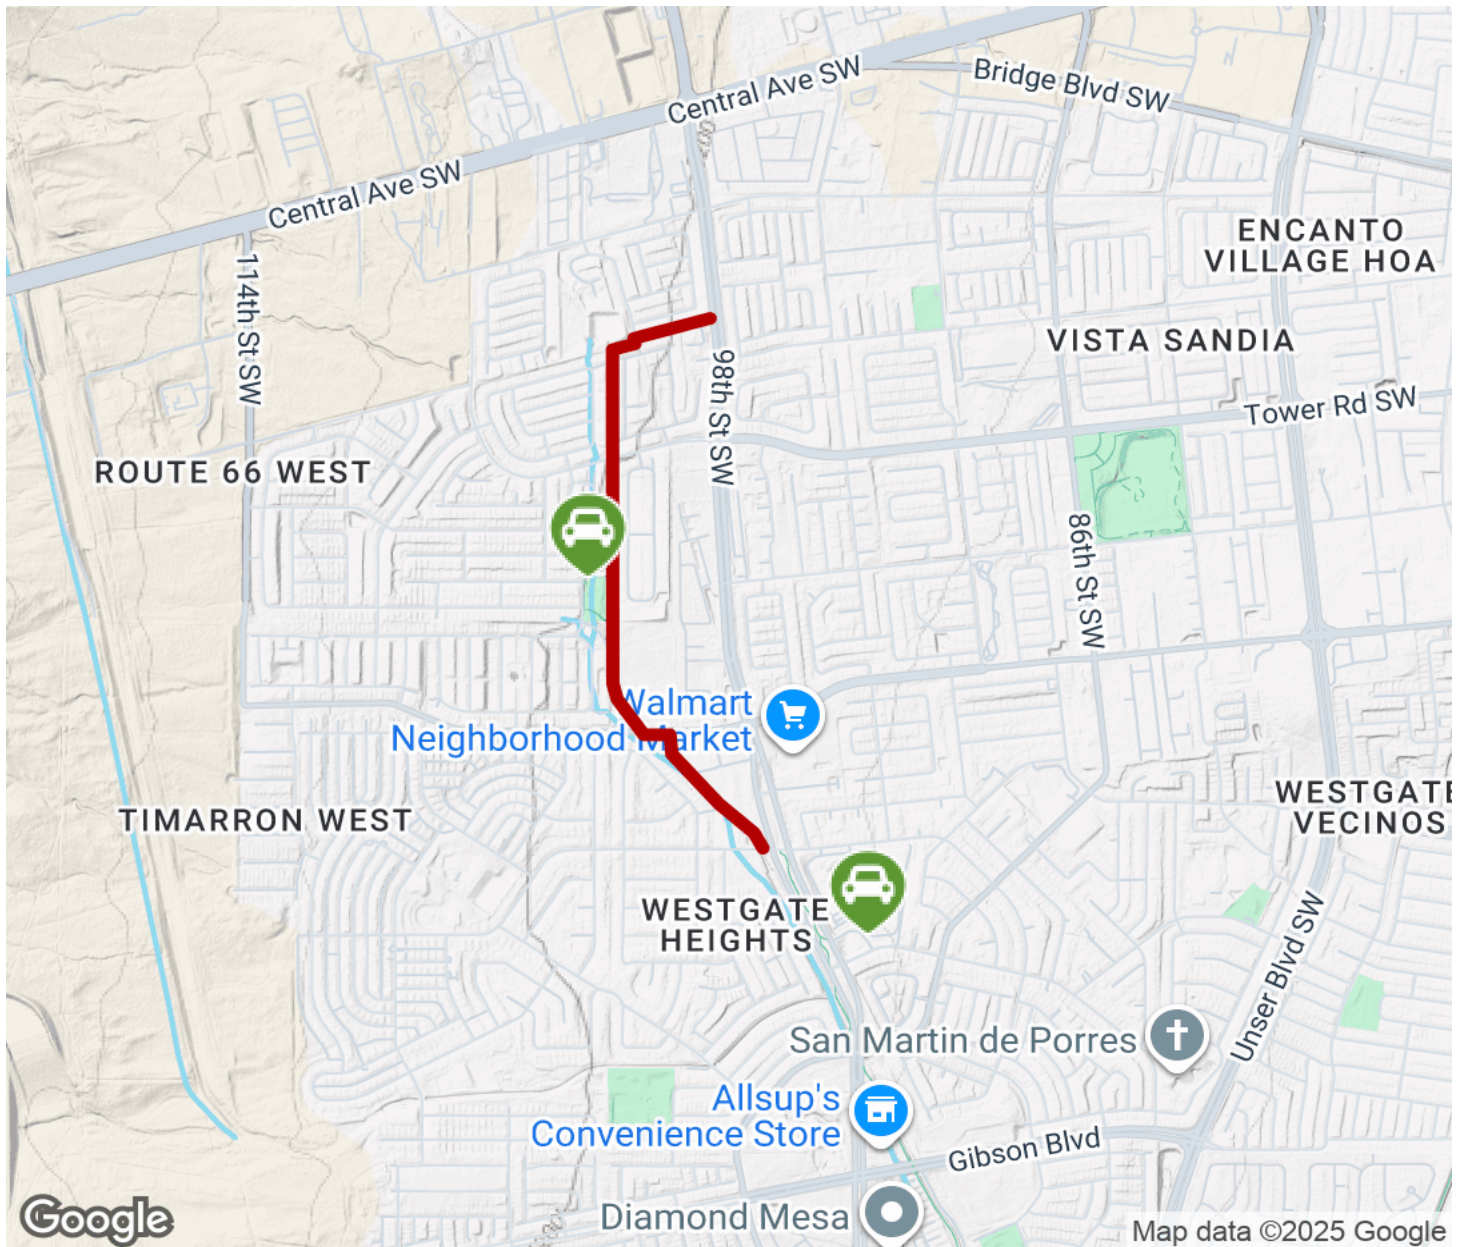 Central Ave SW
Bridge Blvd SW
Central Ave SW
ENCANTO
VILLAGE HOA
114th St SW
VISTA SANDIA
98th St SW
Tower Rd SW
ROUTE 66 WEST
86th St SW
Walmart
Neighborhood Market
TIMARRON WEST
WESTGATE
VECINOS
WESTGATE
HEIGHTS
Unser Blvd SW
San Martin de Porres
Allsup's
Convenience Store
Gibson Blvd
Diamond Mesa
Google
Map data ©2025 Google